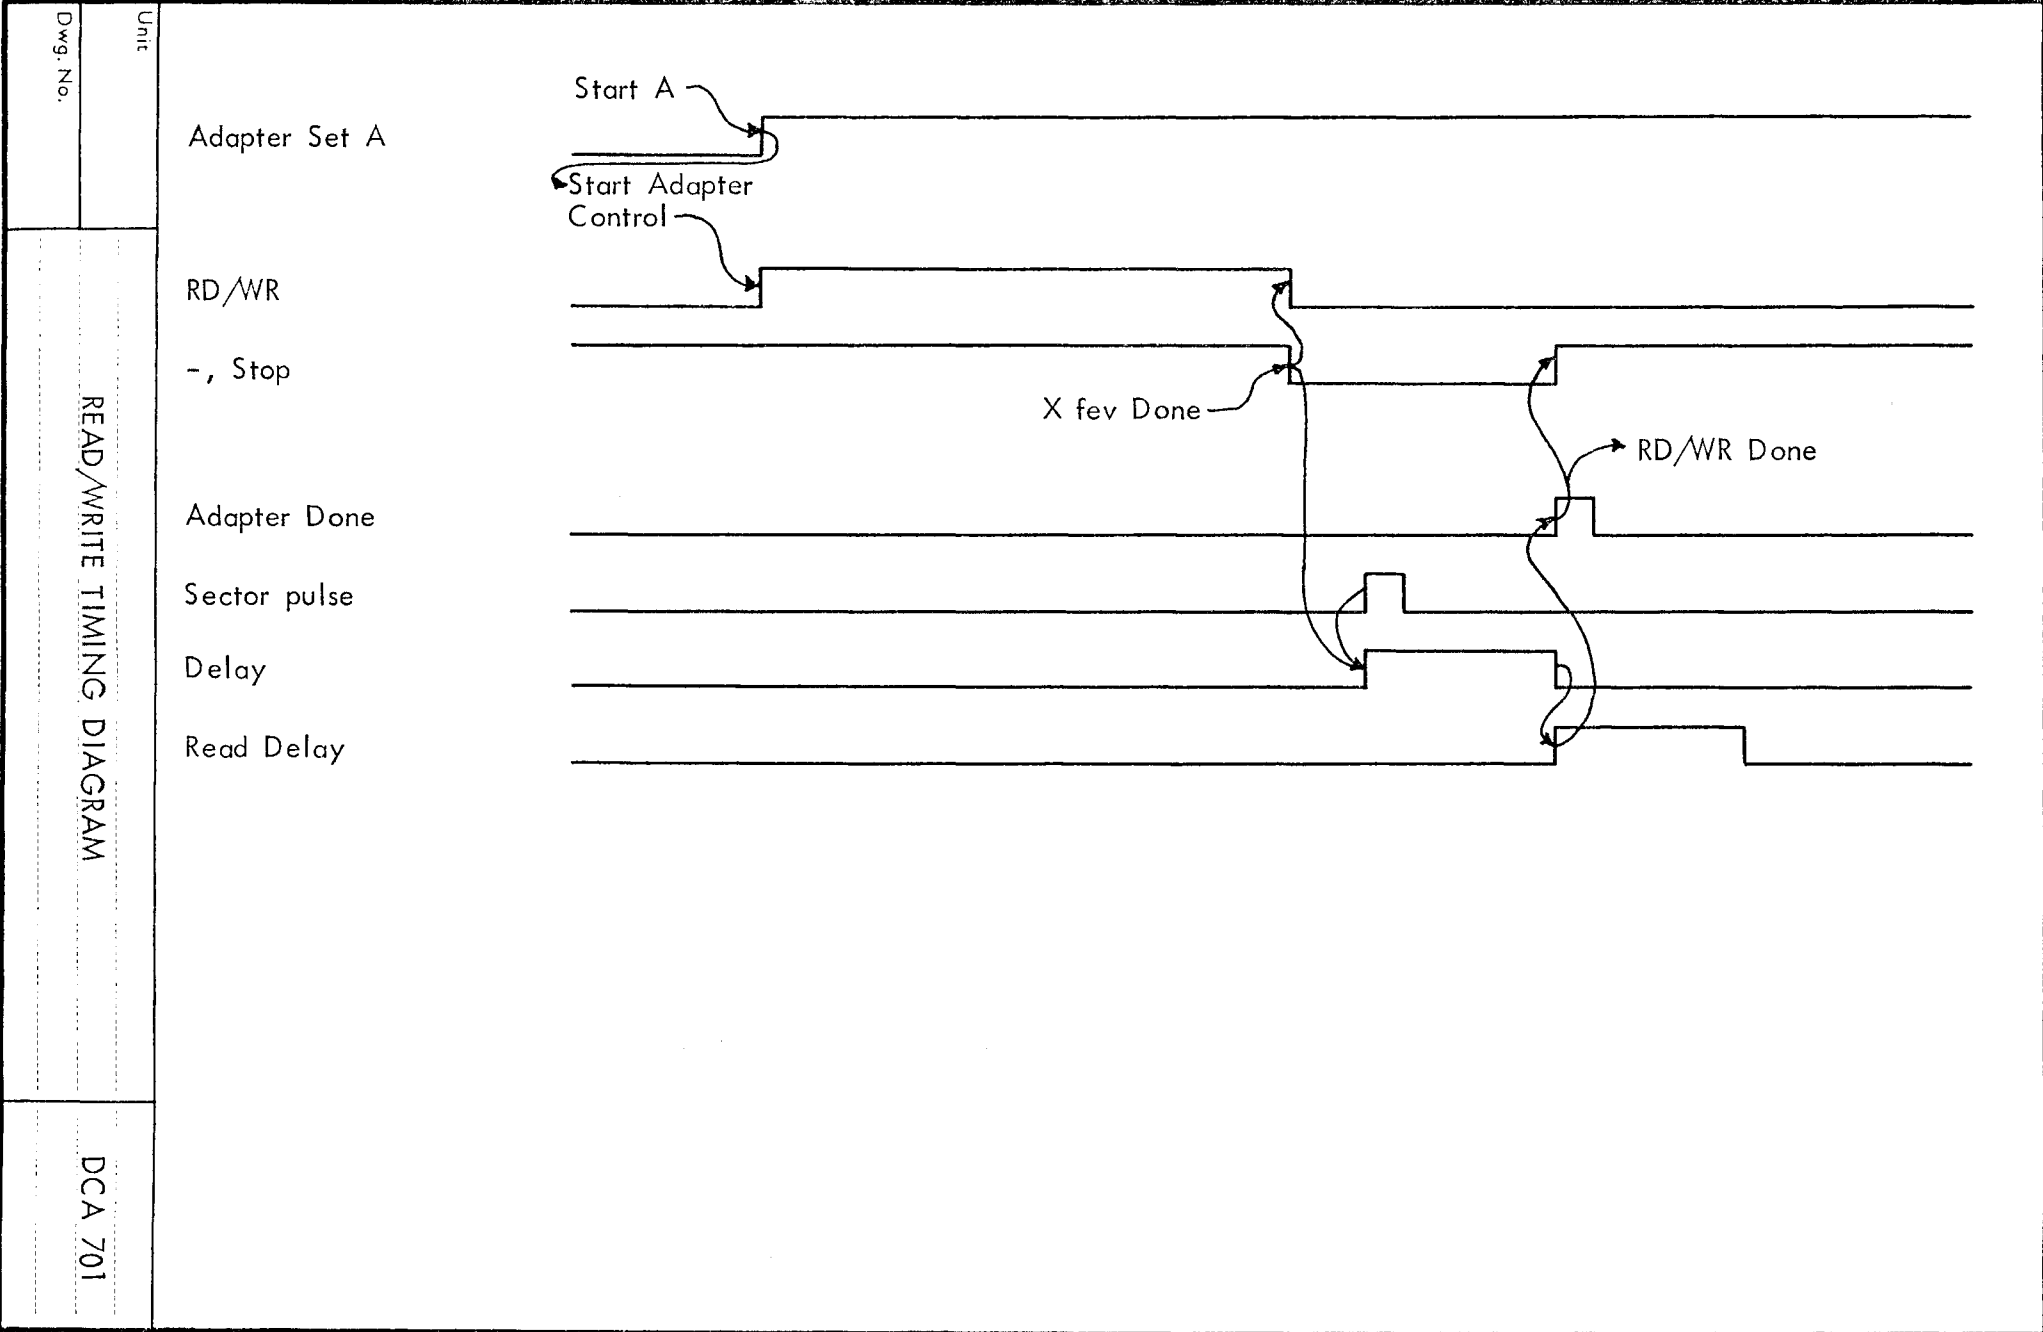 Unit
Dwg. No.
READ/WRITE TIMING DIAGRAM
DCA 701
Start A
Adapter Set A
Start Adapter
Control
RD/WR
-, Stop
X fev Done
RD/WR Done
Adapter Done
Sector pulse
Delay
Read Delay